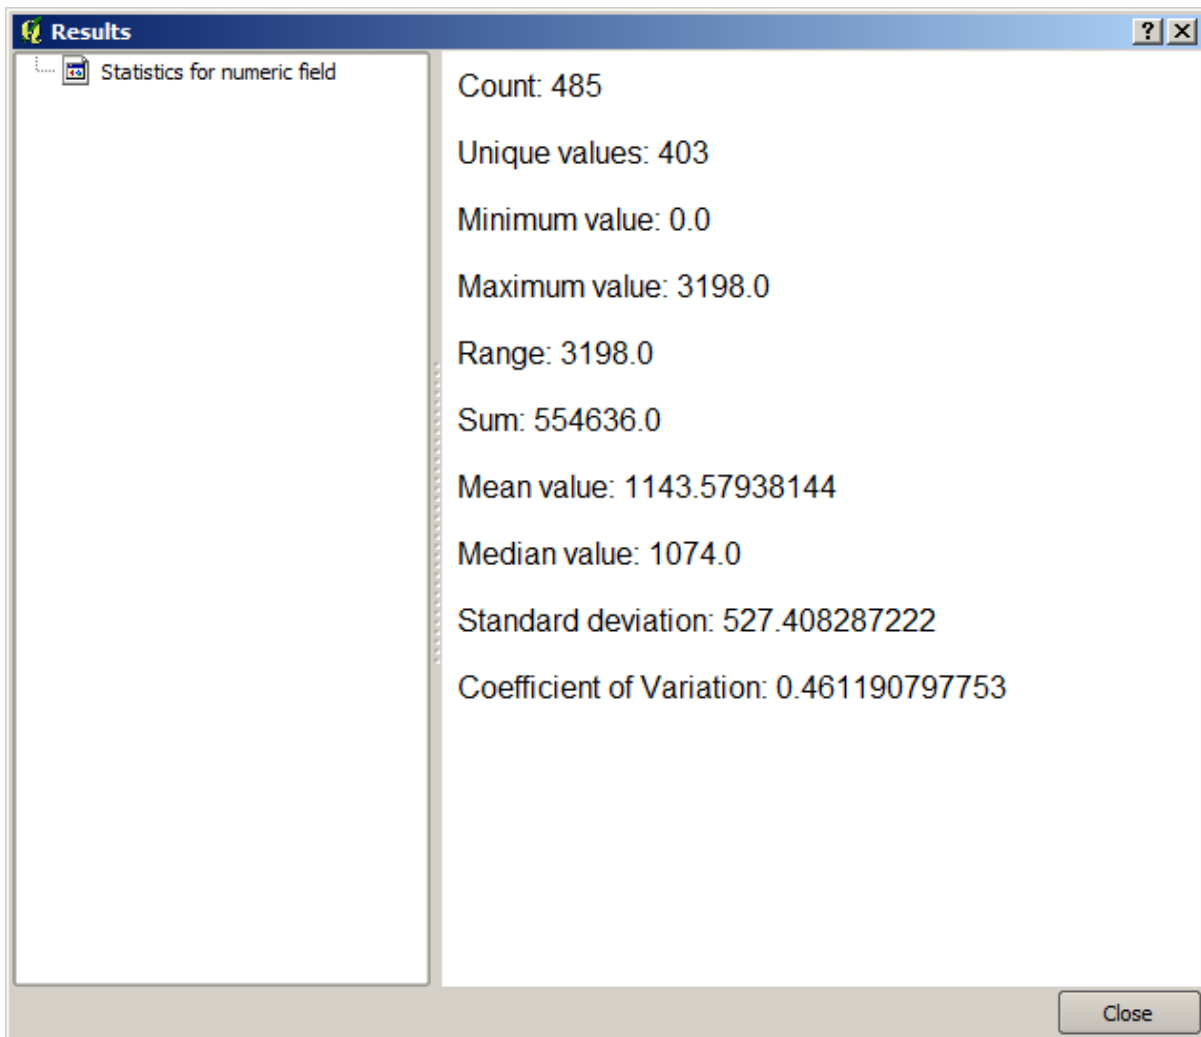 Results
Statistics for numeric field
Count: 485
Unique values: 403
Minimum value: 0.0
Maximum value: 3198.0
Range: 3198.0
Sum: 554636.0
Mean value: 1143.57938144
Median value: 1074.0
Standard deviation: 527.408287222
Coefficient of Variation: 0.461190797753
Close